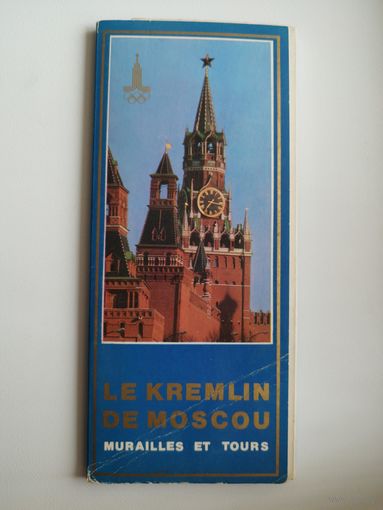 LE KREMLIN
DE MOSCOU
MURAILLES ET TOURS